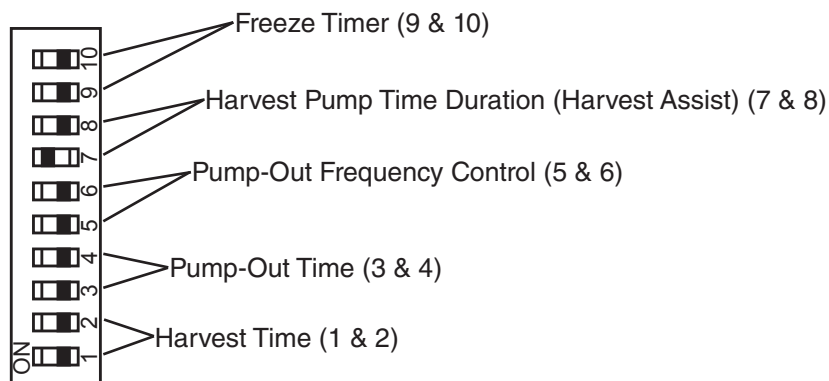 Freeze Timer (9 & 10)
Harvest Pump Time Duration (Harvest Assist) (7 & 8)
Pump-Out Frequency Control (5 & 6)
Pump-Out Time (3 & 4)
Harvest Time (1 & 2)
10
9
8
7
6
5
4
3
2
1
ON